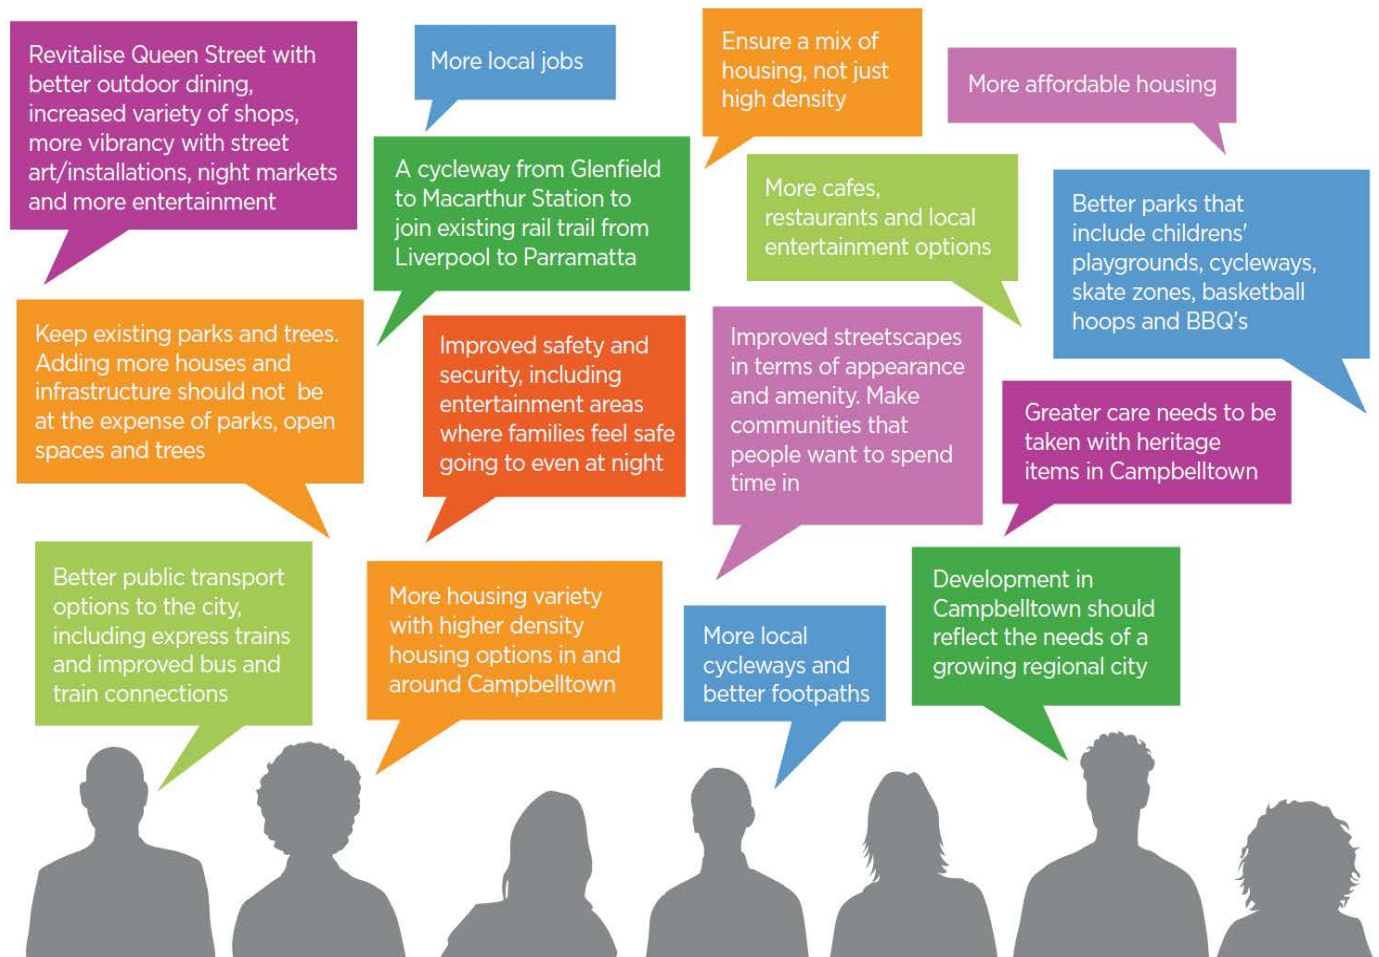 Revitalise Queen Street with
better outdoor dining,
increased variety of shops,
more vibrancy with street
art/installations, night markets
and more entertainment
More local jobs
Ensure a mix of
housing, not just
high density
More affordable housing
A cycleway from Glenfield
to Macarthur Station to
join existing rail trail from
Liverpool to Parramatta
More cafes,
restaurants and local
entertainment options
Better parks that
include childrens'
playgrounds, cycleways,
skate zones, basketball
hoops and BBQ's
Keep existing parks and trees.
Adding more houses and
infrastructure should not be
at the expense of parks, open
spaces and trees
Improved safety and
security, including
entertainment areas
where families feel safe
going to even at night
Improved streetscapes
in terms of appearance
and amenity. Make
communities that
people want to spend
time in
Greater care needs to be
taken with heritage
items in Campbelltown
Better public transport
options to the city,
including express trains
and improved bus and
train connections
More housing variety
with higher density
housing options in and
around Campbelltown
More local
cycleways and
better footpaths
Development in
Campbelltown should
reflect the needs of a
growing regional city